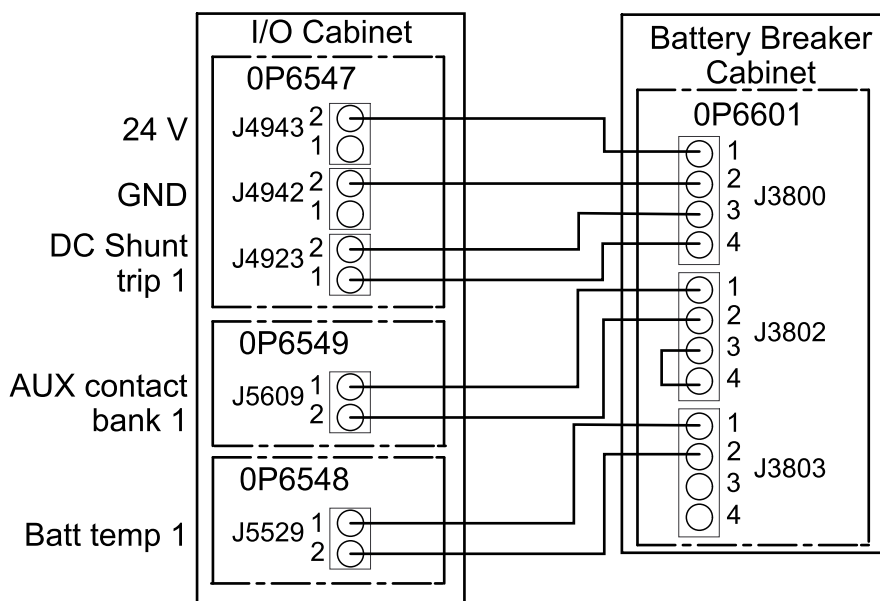 I/O Cabinet
0P6547
24 V
J4943
2
1
GND
J4942
2
1
DC Shunt
trip 1
J4923
2
1
0P6549
AUX contact
bank 1
J5609
1
2
0P6548
Batt temp 1
J5529
1
2
Battery Breaker
Cabinet
0P6601
1
2
3
4
J3800
1
2
3
4
J3802
1
2
3
4
J3803